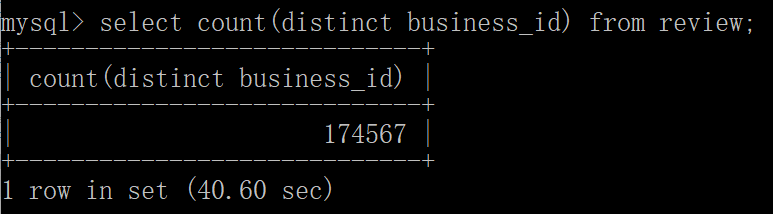 mysql> select count(distinct business_id) from review;
+-----------------------------+
| count(distinct business_id) |
+-----------------------------+
|                      174567 |
+-----------------------------+
1 row in set (40.60 sec)